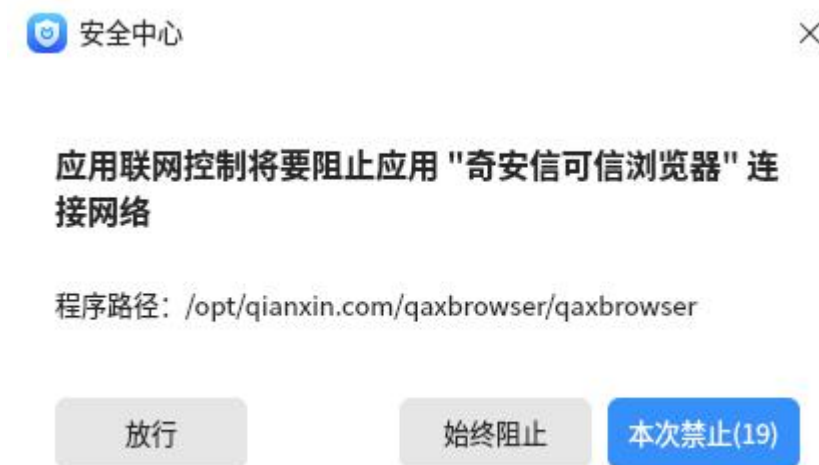 安全中心
应用联网控制将要阻止应用 "奇安信可信浏览器" 连
接网络
程序路径：/opt/qianxin.com/qaxbrowser/qaxbrowser
放行 始终阻止 本次禁止(19)